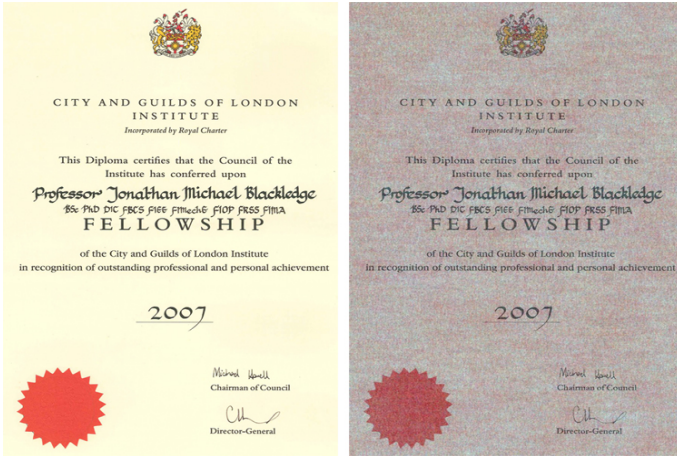 CITY AND GUILDS OF LONDON
INSTITUTE
Incorporated by Royal Charter
This Diploma certifies that the Council of the
Institute has conferred upon
Professor Jonathan Michael Blackledge
BSc PhD DIC FBCS FIEE FIMechE FIOP FRSS FIMA
FELLOWSHIP
of the City and Guilds of London Institute
in recognition of outstanding professional and personal achievement
2007
Michael Howell
Chairman of Council
Director-General
CITY AND GUILDS OF LONDON
INSTITUTE
Incorporated by Royal Charter
This Diploma certifies that the Council of the
Institute has conferred upon
Professor Jonathan Michael Blackledge
BSc PhD DIC FBCS FIEE FIMechE FIOP FRSS FIMA
FELLOWSHIP
of the City and Guilds of London Institute
in recognition of outstanding professional and personal achievement
2007
Michael Howell
Chairman of Council
Director-General